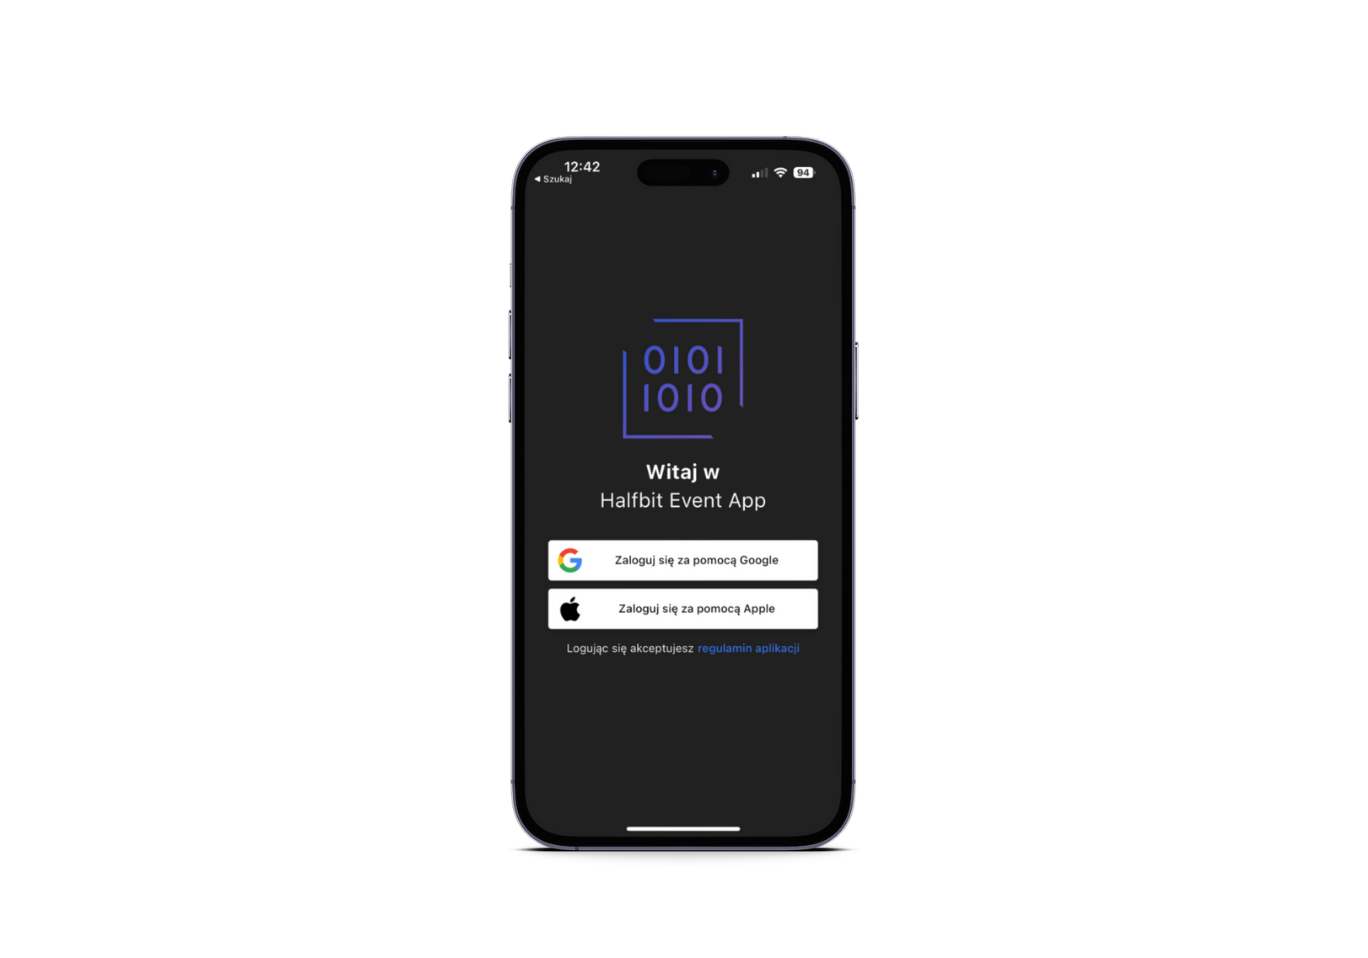 12:42
◀ Szukaj
94
0101
1010
Witaj w
Halfbit Event App
Zaloguj się za pomocą Google
Zaloguj się za pomocą Apple
Logując się akceptujesz regulamin aplikacji